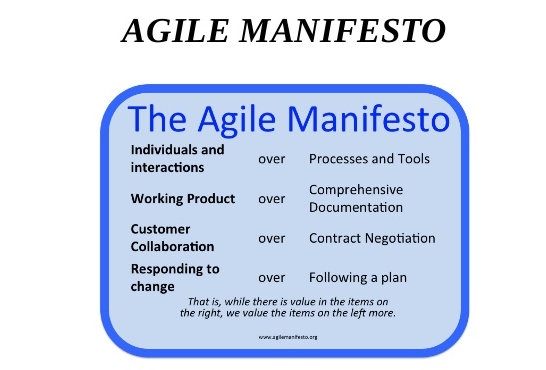 AGILE MANIFESTO
The Agile Manifesto
Individuals and
interactions over Processes and Tools
Working Product over Comprehensive
Documentation
Customer
Collaboration over Contract Negotiation
Responding to
change over Following a plan
That is, while there is value in the items on
the right, we value the items on the left more.
www.agilemanifesto.org